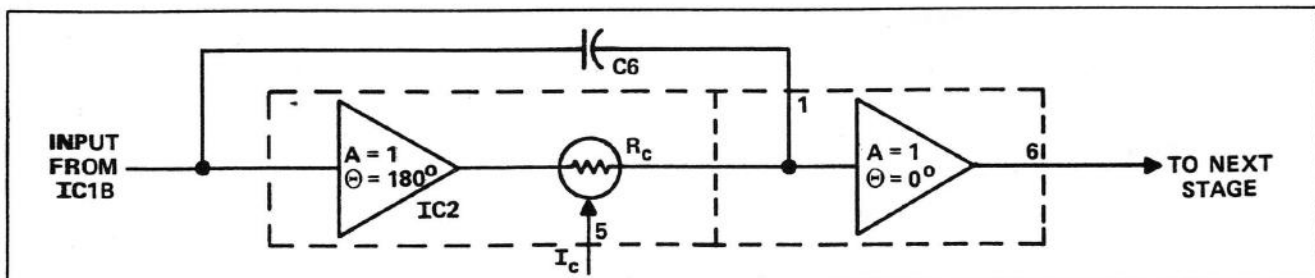 C6
1
INPUT
FROM
IC1B
A = 1
Θ = 180°
IC2
R_c
5
I_c
A = 1
Θ = 0°
6
TO NEXT
STAGE